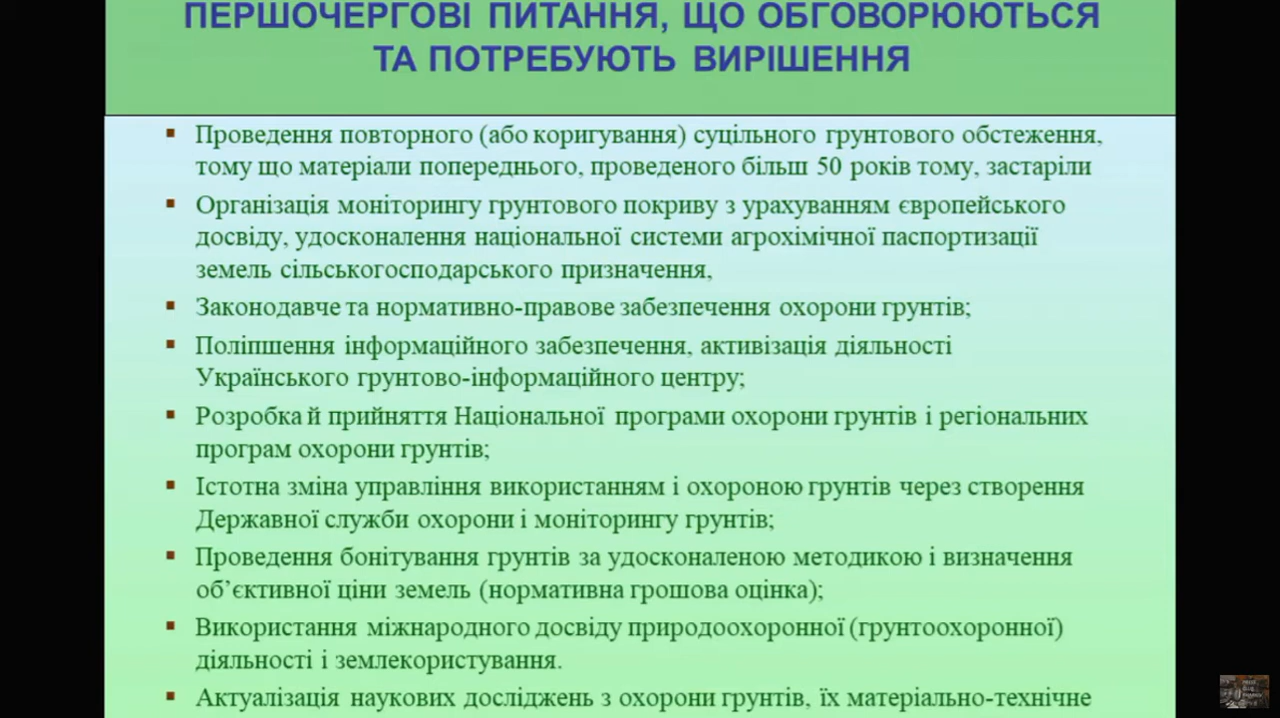 ПЕРШОЧЕРГОВІ ПИТАННЯ, ЩО ОБГОВОРЮЮТЬСЯ
ТА ПОТРЕБУЮТЬ ВИРІШЕННЯ
▪ Проведення повторного (або коригування) суцільного грунтового обстеження,
тому що матеріали попереднього, проведеного більш 50 років тому, застаріли
▪ Організація моніторингу грунтового покриву з урахуванням європейського
досвіду, удосконалення національної системи агрохімічної паспортизації
земель сільськогосподарського призначення,
▪ Законодавче та нормативно-правове забезпечення охорони грунтів;
▪ Поліпшення інформаційного забезпечення, активізація діяльності
Українського грунтово-інформаційного центру;
▪ Розробка й прийняття Національної програми охорони грунтів і регіональних
програм охорони грунтів;
▪ Істотна зміна управління використанням і охороною грунтів через створення
Державної служби охорони і моніторингу грунтів;
▪ Проведення бонітування грунтів за удосконаленою методикою і визначення
об’єктивної ціни земель (нормативна грошова оцінка);
▪ Використання міжнародного досвіду природоохоронної (грунтоохоронної)
діяльності і землекористування.
▪ Актуалізація наукових досліджень з охорони грунтів, їх матеріально-технічне